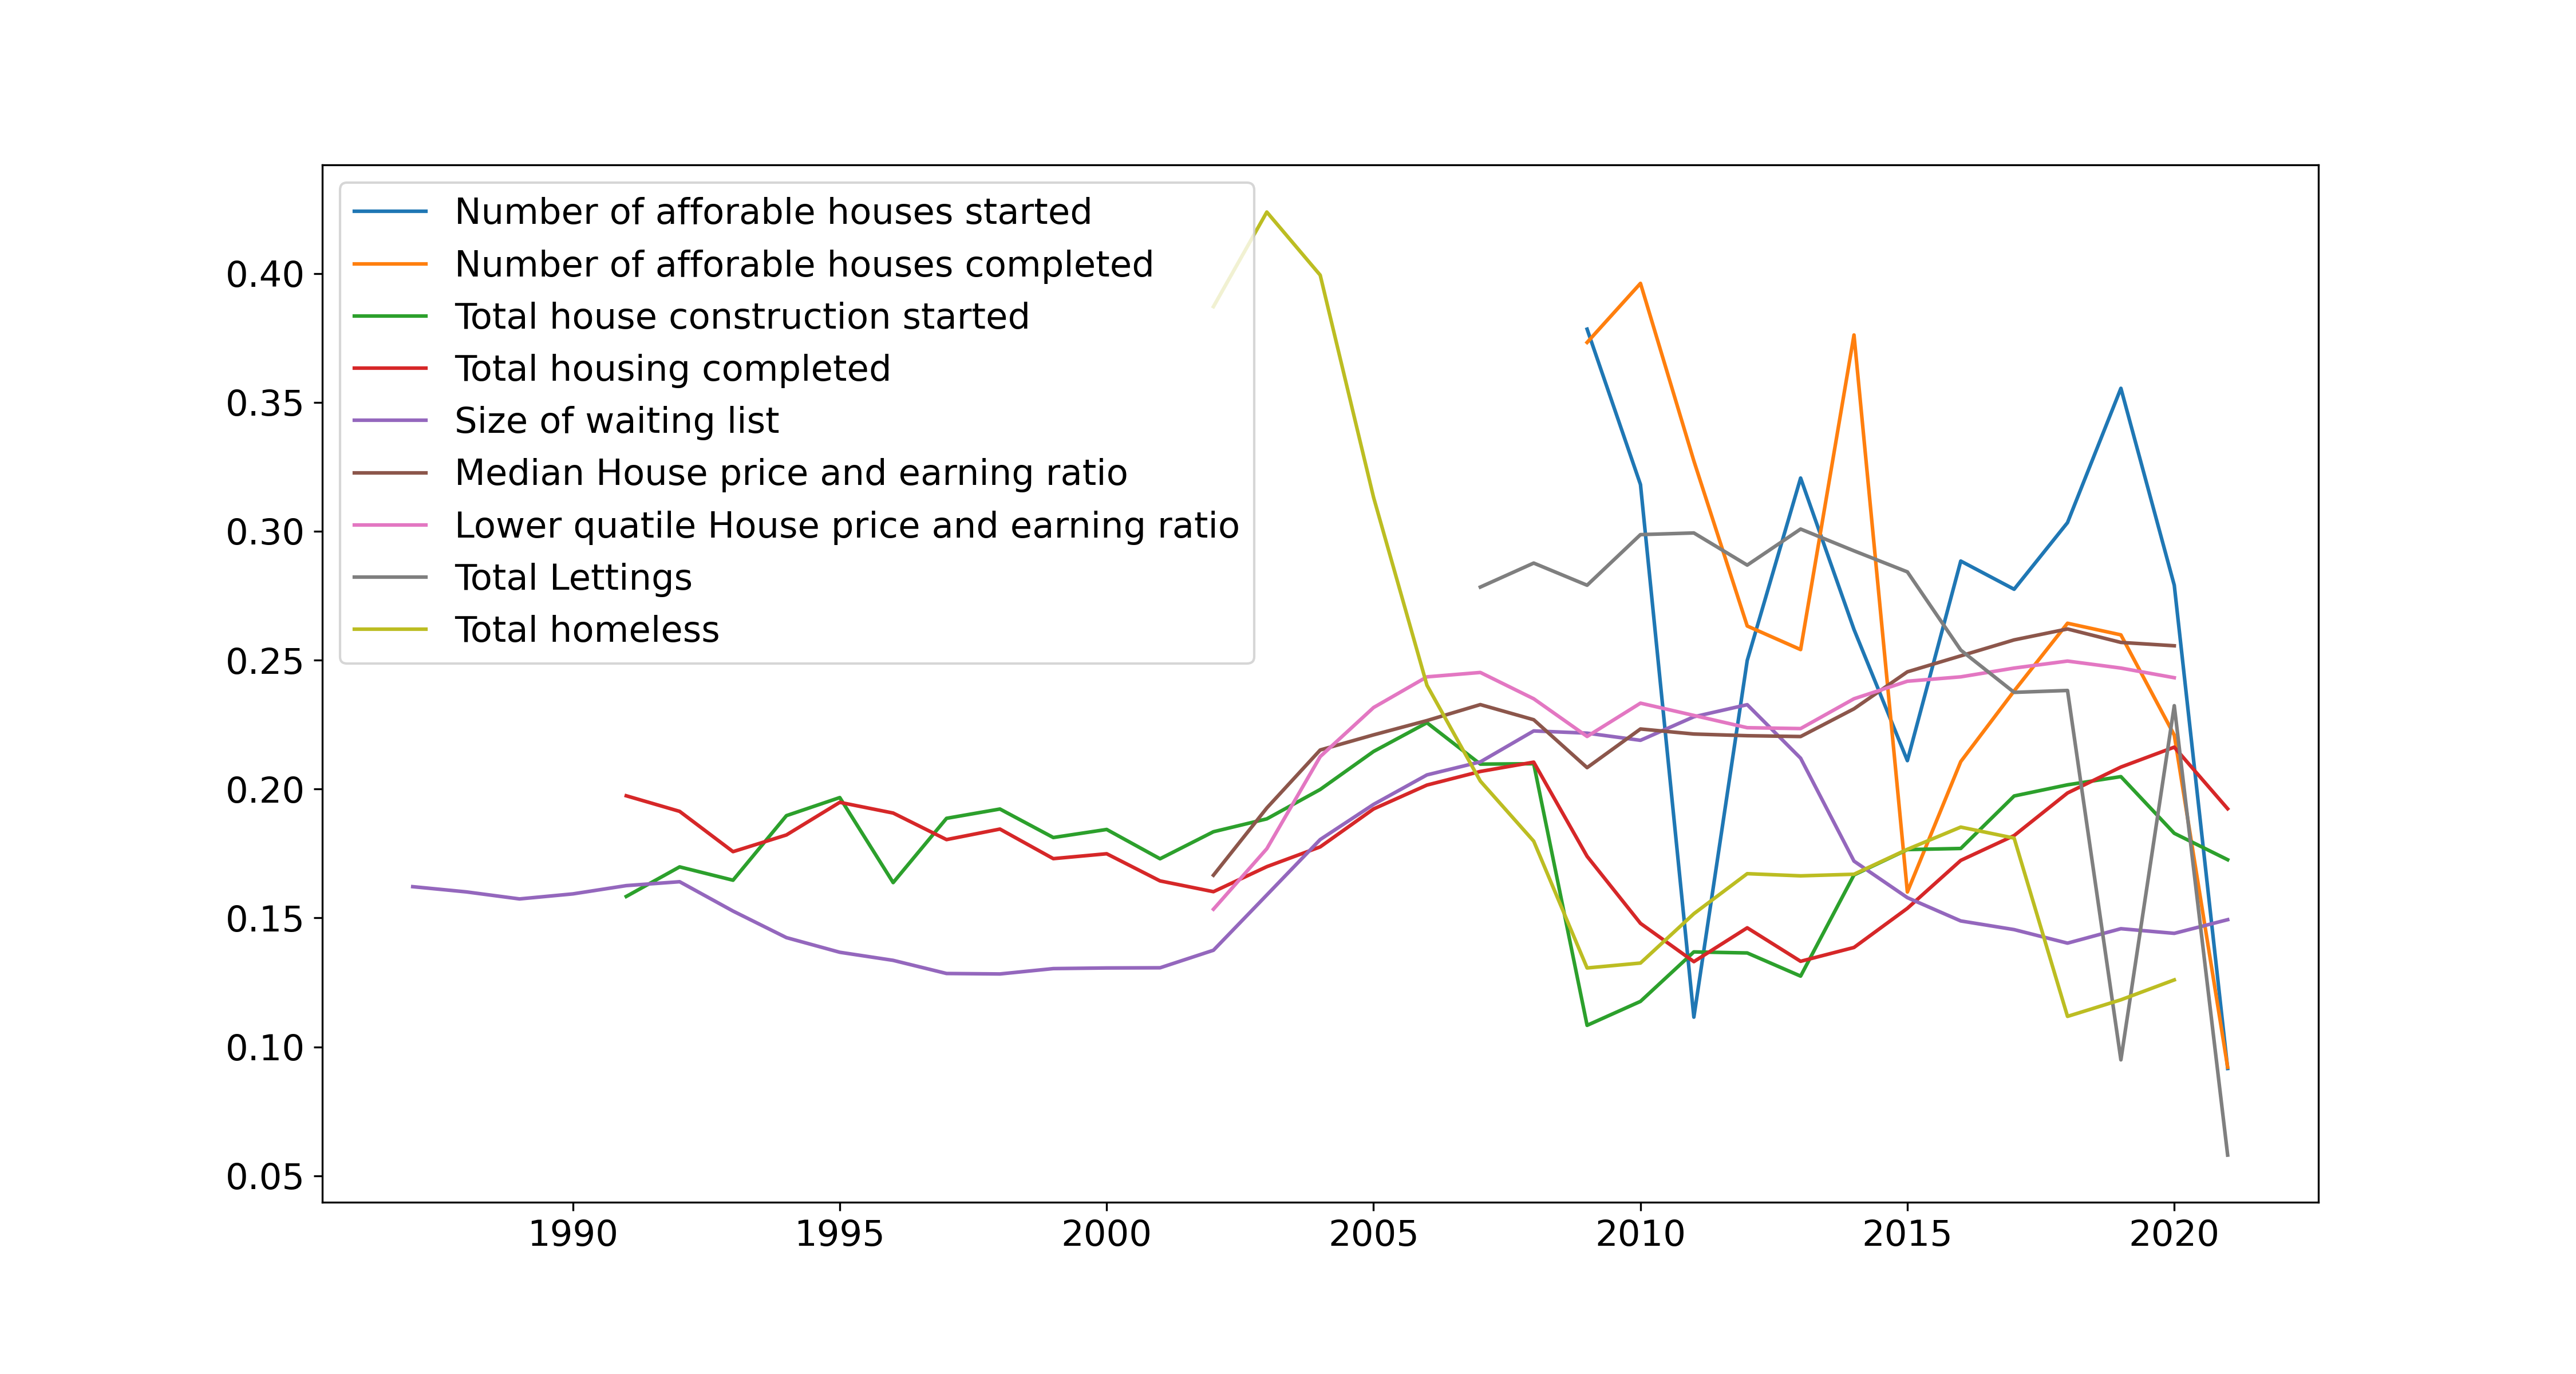 Number of afforable houses started
Number of afforable houses completed
Total house construction started
Total housing completed
Size of waiting list
Median House price and earning ratio
Lower quatile House price and earning ratio
Total Lettings
Total homeless
0.40
0.35
0.30
0.25
0.20
0.15
0.10
0.05
1990 1995 2000 2005 2010 2015 2020